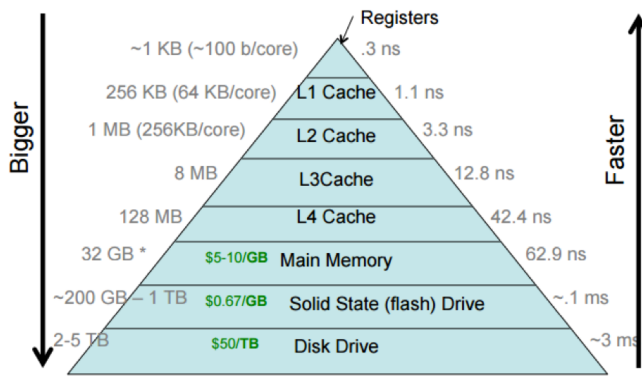 Registers
~1 KB (~100 b/core) .3 ns
256 KB (64 KB/core) L1 Cache 1.1 ns
1 MB (256KB/core) L2 Cache 3.3 ns
8 MB L3Cache 12.8 ns
128 MB L4 Cache 42.4 ns
32 GB * $5-10/GB Main Memory 62.9 ns
~200 GB – 1 TB $0.67/GB Solid State (flash) Drive ~.1 ms
2-5 TB $50/TB Disk Drive ~3 ms
Bigger
Faster